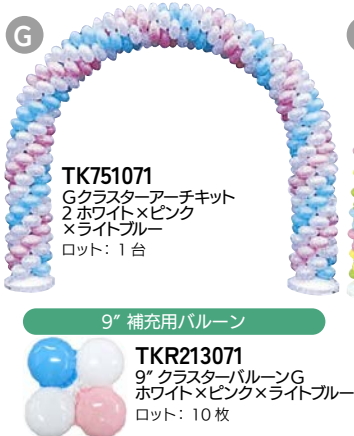 G
TK751071
Gクラスターアーチキット
2 ホワイト×ピンク
×ライトブルー
ロット：1台
9″ 補充用バルーン
TKR213071
9″ クラスターバルーンG
ホワイト×ピンク×ライトブルー
ロット：10枚